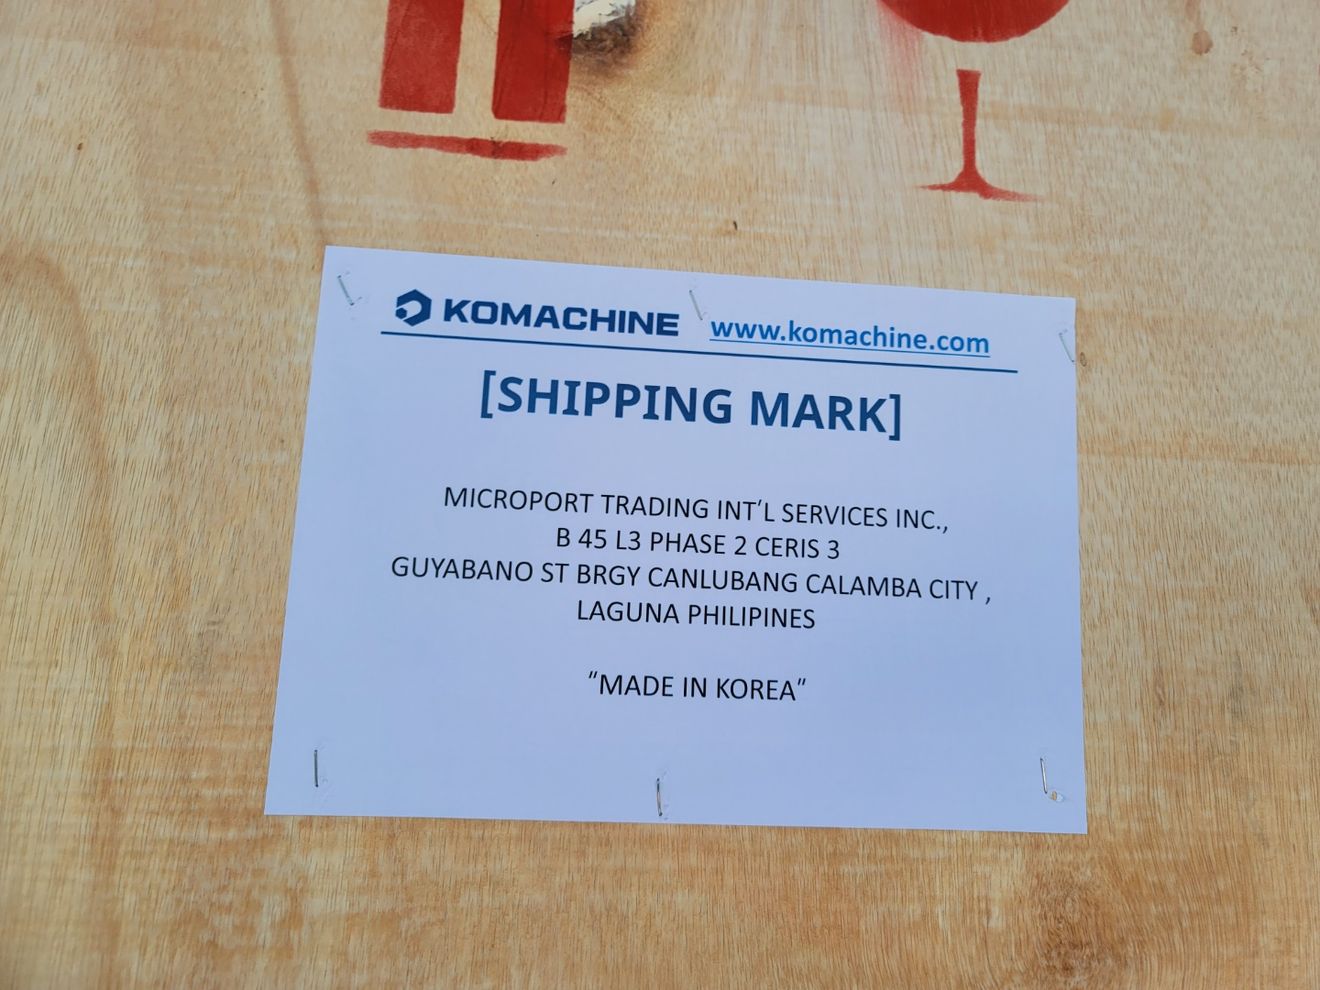 KOMACHINE www.komachine.com
[SHIPPING MARK]
MICROPORT TRADING INT'L SERVICES INC.,
B 45 L3 PHASE 2 CERIS 3
GUYABANO ST BRGY CANLUBANG CALAMBA CITY ,
LAGUNA PHILIPINES
"MADE IN KOREA"